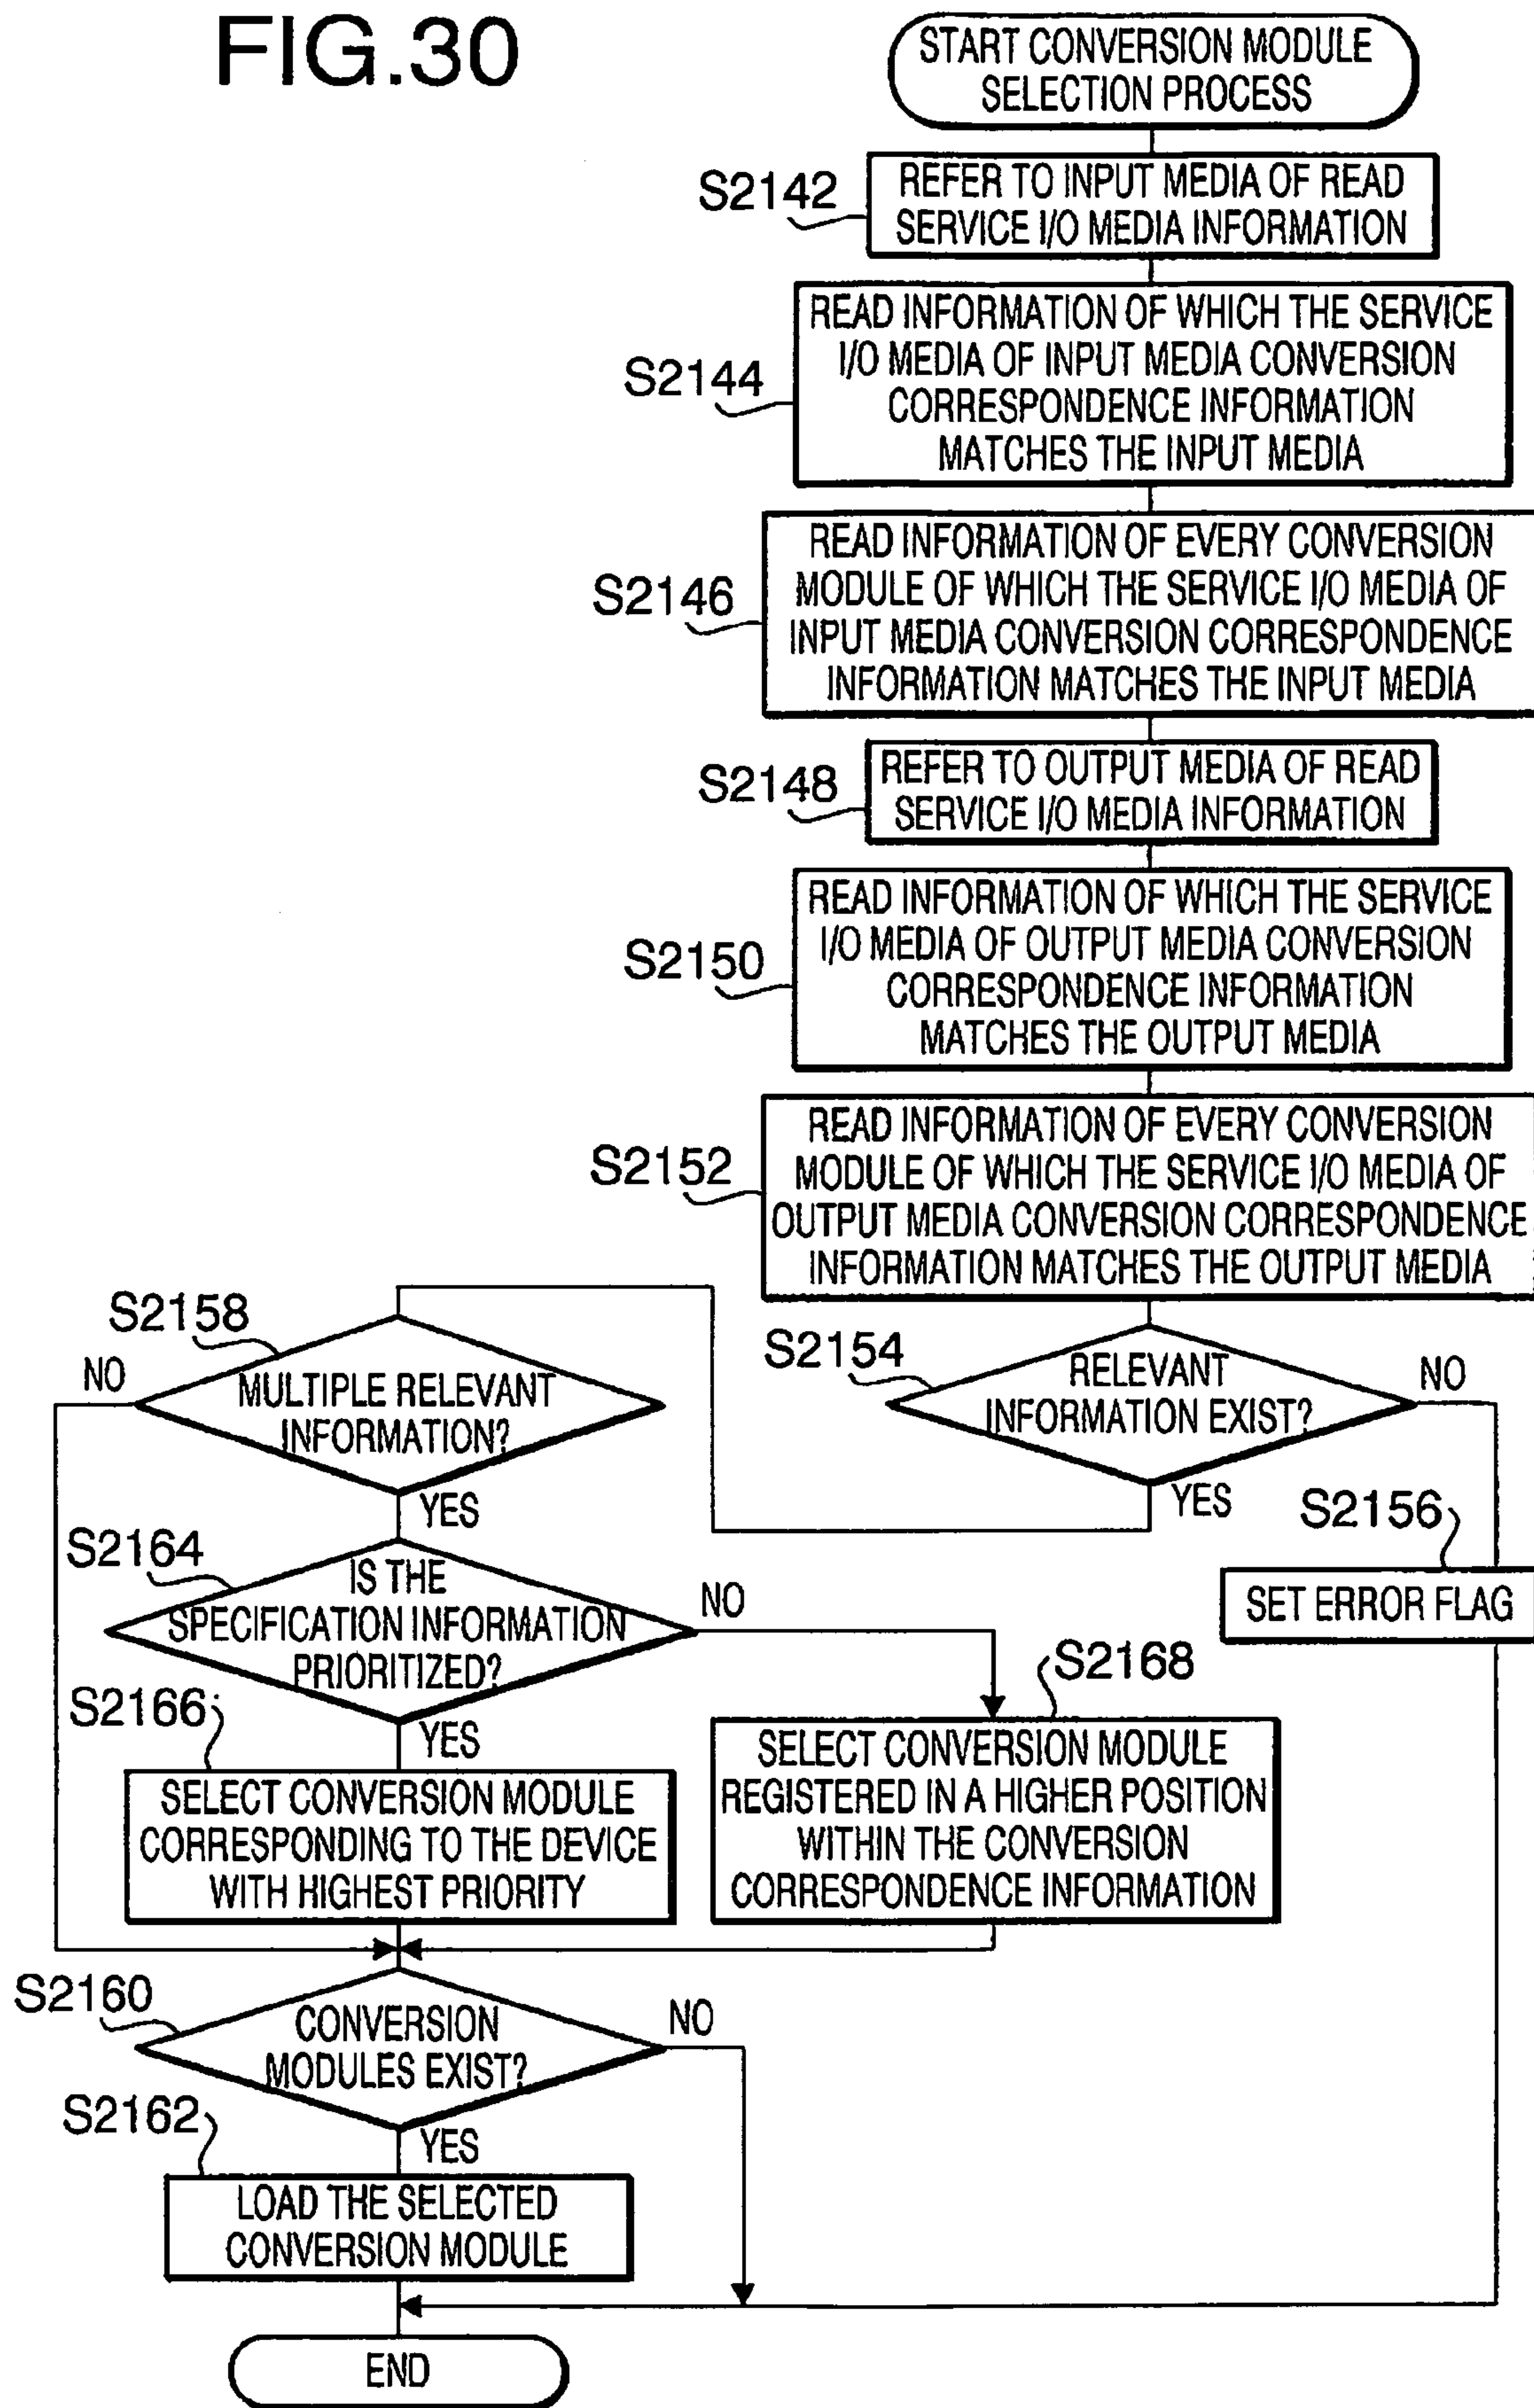 FIG.30
START CONVERSION MODULE
SELECTION PROCESS
S2142
REFER TO INPUT MEDIA OF READ
SERVICE I/O MEDIA INFORMATION
S2144
READ INFORMATION OF WHICH THE SERVICE
I/O MEDIA OF INPUT MEDIA CONVERSION
CORRESPONDENCE INFORMATION
MATCHES THE INPUT MEDIA
S2146
READ INFORMATION OF EVERY CONVERSION
MODULE OF WHICH THE SERVICE I/O MEDIA OF
INPUT MEDIA CONVERSION CORRESPONDENCE
INFORMATION MATCHES THE INPUT MEDIA
S2148
REFER TO OUTPUT MEDIA OF READ
SERVICE I/O MEDIA INFORMATION
S2150
READ INFORMATION OF WHICH THE SERVICE
I/O MEDIA OF OUTPUT MEDIA CONVERSION
CORRESPONDENCE INFORMATION
MATCHES THE OUTPUT MEDIA
S2152
READ INFORMATION OF EVERY CONVERSION
MODULE OF WHICH THE SERVICE I/O MEDIA OF
OUTPUT MEDIA CONVERSION CORRESPONDENCE
INFORMATION MATCHES THE OUTPUT MEDIA
S2154
RELEVANT
INFORMATION EXIST?
NO
YES
S2156
SET ERROR FLAG
S2158
NO
MULTIPLE RELEVANT
INFORMATION?
YES
S2164
IS THE
SPECIFICATION INFORMATION
PRIORITIZED?
NO
YES
S2166
SELECT CONVERSION MODULE
CORRESPONDING TO THE DEVICE
WITH HIGHEST PRIORITY
S2168
SELECT CONVERSION MODULE
REGISTERED IN A HIGHER POSITION
WITHIN THE CONVERSION
CORRESPONDENCE INFORMATION
S2160
CONVERSION
MODULES EXIST?
NO
YES
S2162
LOAD THE SELECTED
CONVERSION MODULE
END